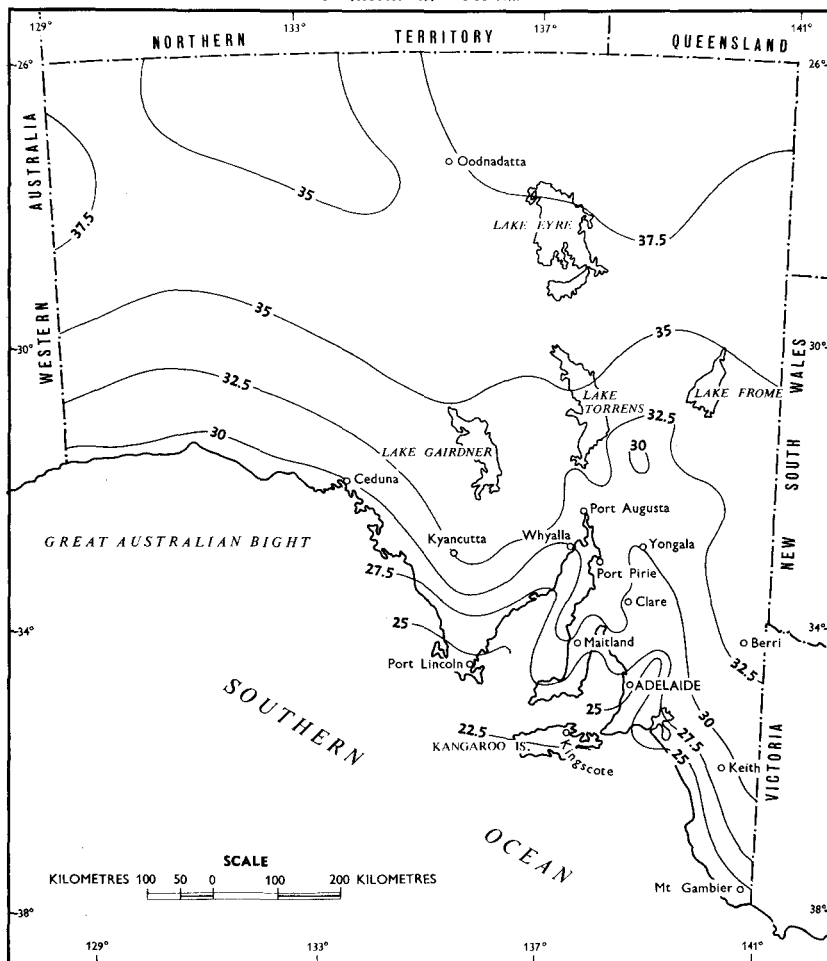 129°
133°
137°
141°
NORTHERN TERRITORY QUEENSLAND
26°
26°
WESTERN AUSTRALIA
Oodnadatta
35
37.5
LAKE EYRE
37.5
35
35
30°
30°
LAKE TORRENS
LAKE FROME
32.5
32.5
30
30
LAKE GAIRDNER
Ceduna
NEW SOUTH WALES
Port Augusta
GREAT AUSTRALIAN BIGHT
Kyancutta
Whyalla
Yongala
Port Pirie
27.5
Clare
34°
34°
25
Maitland
Berri
Port Lincoln
32.5
ADELAIDE
SOUTHERN
25
30
22.5
27.5
KANGAROO IS.
Kingscote
25
Keith
VICTORIA
OCEAN
SCALE
KILOMETRES 100 50 0 100 200 KILOMETRES
Mt Gambier
38°
38°
129°
133°
137°
141°